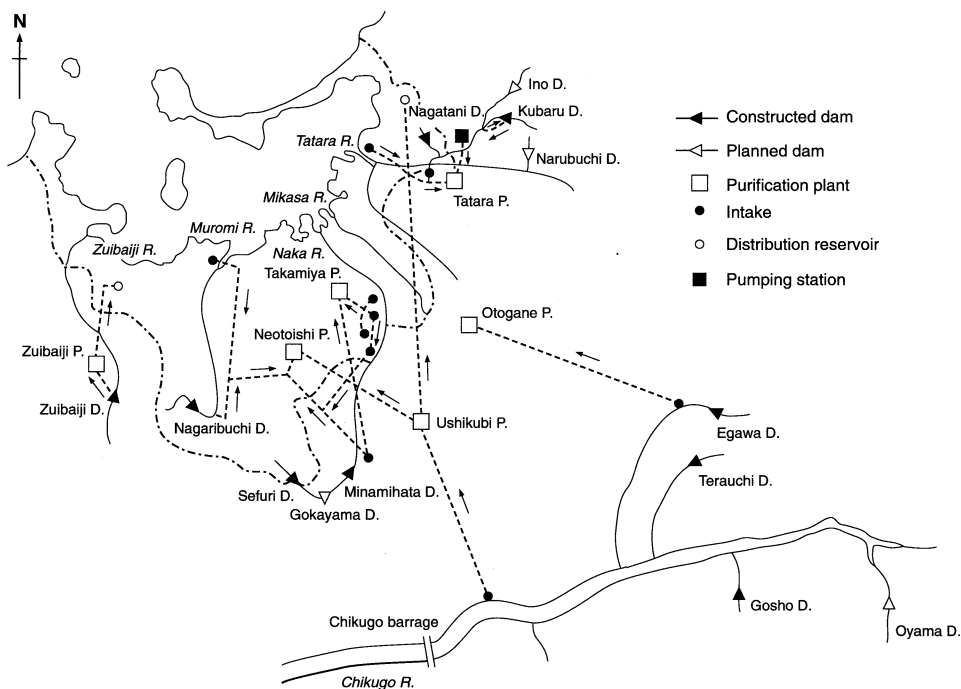 N
Ino D.
Nagatani D.
Kubaru D.
Constructed dam
Tatara R.
Planned dam
Narubuchi D.
Purification plant
Tatara P.
Mikasa R.
Intake
Muromi R.
Zuibaiji R.
Naka R.
Distribution reservoir
Takamiya P.
Pumping station
Otogane P.
Neotoishi P.
Zuibaiji P.
Zuibaiji D.
Nagaribuchi D.
Ushikubi P.
Egawa D.
Terauchi D.
Sefuri D.
Minamihata D.
Gokayama D.
Gosho D.
Chikugo barrage
Oyama D.
Chikugo R.